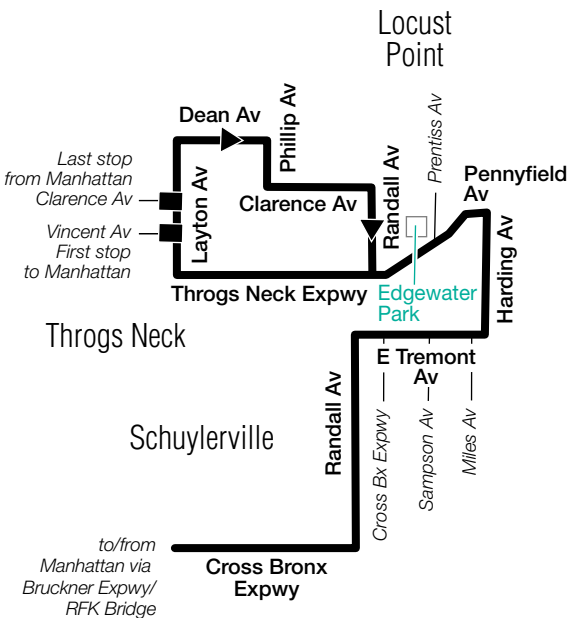 Locust
Point
Dean Av
Phillip Av
Prentiss Av
Last stop
from Manhattan
Clarence Av
Layton Av
Clarence Av
Randall Av
Pennyfield
Av
Vincent Av
First stop
to Manhattan
Throgs Neck Expwy
Edgewater
Park
Harding Av
Throgs Neck
E Tremont
Av
Randall Av
Cross Bx Expwy
Sampson Av
Miles Av
Schuylerville
to/from
Manhattan via
Bruckner Expwy/
RFK Bridge
Cross Bronx
Expwy